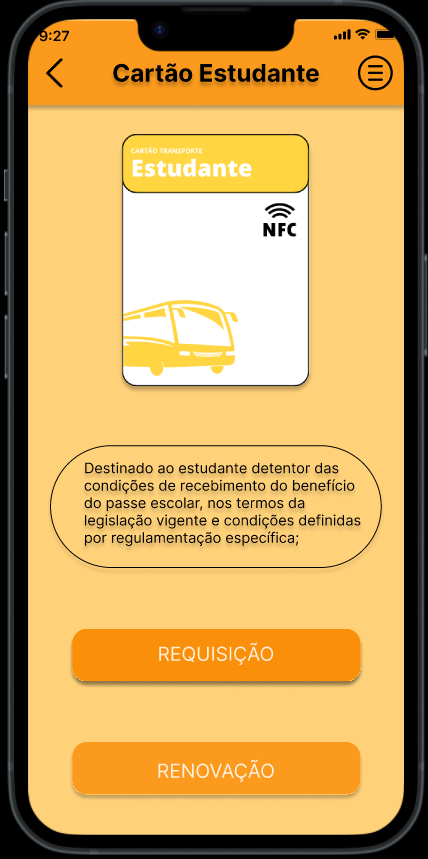 9:27
Cartão Estudante
CARTÃO TRANSPORTE
Estudante
NFC
Destinado ao estudante detentor das
condições de recebimento do benefício
do passe escolar, nos termos da
legislação vigente e condições definidas
por regulamentação específica;
REQUISIÇÃO
RENOVAÇÃO